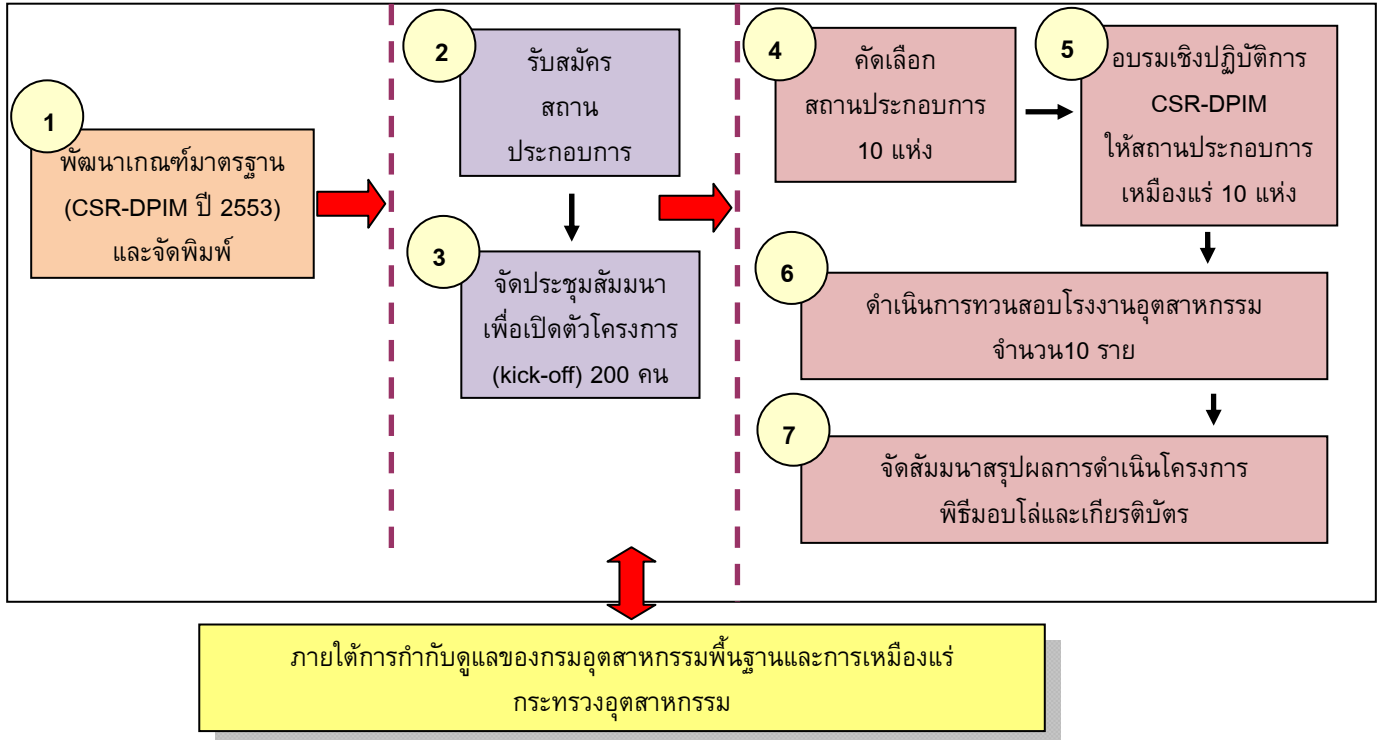 1
พัฒนาเกณฑ์มาตรฐาน
(CSR-DPIM ปี 2553)
และจัดพิมพ์
2
รับสมัคร
สถาน
ประกอบการ
3
จัดประชุมสัมมนา
เพื่อเปิดตัวโครงการ
(kick-off) 200 คน
4
คัดเลือก
สถานประกอบการ
10 แห่ง
5
อบรมเชิงปฏิบัติการ
CSR-DPIM
ให้สถานประกอบการ
เหมืองแร่ 10 แห่ง
6
ดำเนินการทวนสอบโรงงานอุตสาหกรรม
จำนวน10 ราย
7
จัดสัมมนาสรุปผลการดำเนินโครงการ
พิธีมอบโล่และเกียรติบัตร
ภายใต้การกำกับดูแลของกรมอุตสาหกรรมพื้นฐานและการเหมืองแร่
กระทรวงอุตสาหกรรม